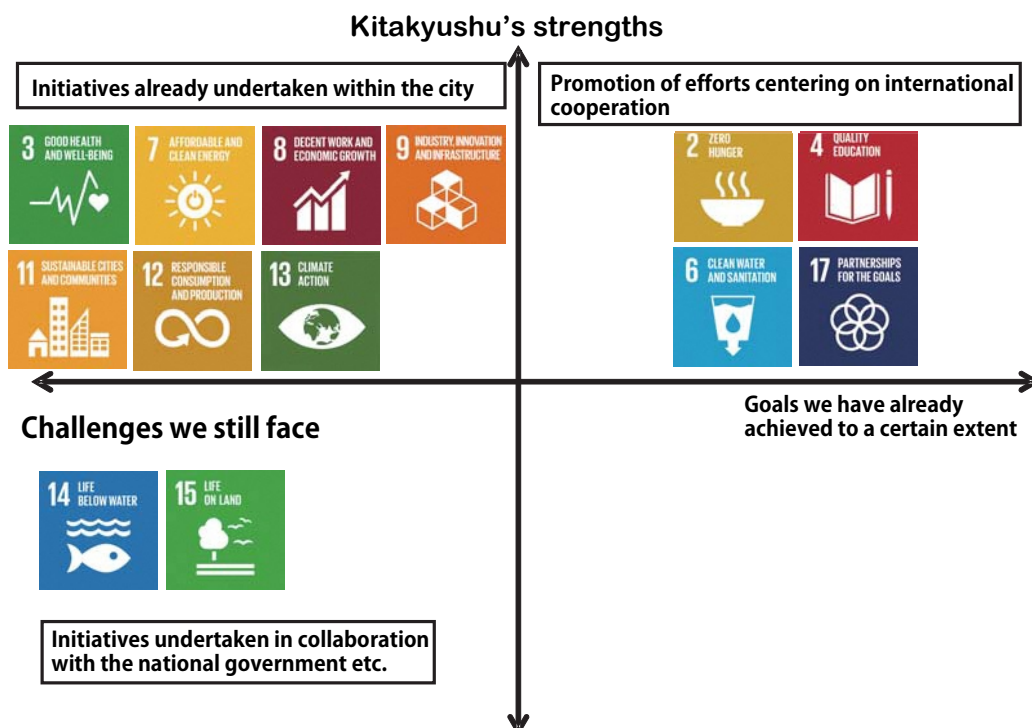 Kitakyushu's strengths
Initiatives already undertaken within the city
Promotion of efforts centering on international
cooperation
3 GOOD HEALTH
AND WELL-BEING
7 AFFORDABLE AND
CLEAN ENERGY
8 DECENT WORK AND
ECONOMIC GROWTH
9 INDUSTRY, INNOVATION
AND INFRASTRUCTURE
2 ZERO
HUNGER
4 QUALITY
EDUCATION
11 SUSTAINABLE CITIES
AND COMMUNITIES
12 RESPONSIBLE
CONSUMPTION
AND PRODUCTION
13 CLIMATE
ACTION
6 CLEAN WATER
AND SANITATION
17 PARTNERSHIPS
FOR THE GOALS
Challenges we still face
Goals we have already
achieved to a certain extent
14 LIFE
BELOW WATER
15 LIFE
ON LAND
Initiatives undertaken in collaboration
with the national government etc.